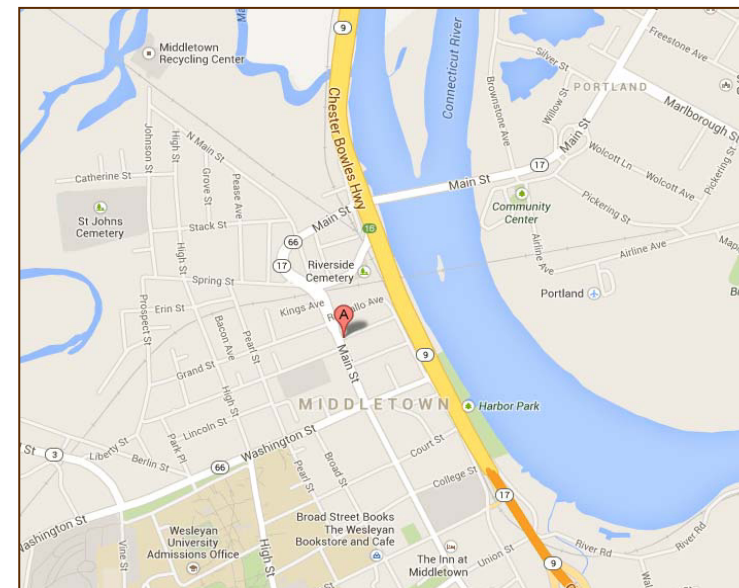 9
Middletown
Recycling Center
Chester Bowles Hwy
Connecticut River
Silver St
Freestone Ave
PORTLAND
Brownstone Ave
Willow St
Main St
Marlborough St
Johnson St
High St
N Main St
Grove St
Pease Ave
17
Main St
Wolcott Ln
Wolcott Ave
Pickering St
Pickering St
Catherine St
St Johns
Cemetery
Stack St
Main St
66
16
Community
Center
Airline Ave
Airline Ave
High St
17
Riverside
Cemetery
Spring St
Portland
Prospect St
Erin St
Kings Ave
A
Bacon Ave
Pearl St
Main St
Grand St
9
MIDDLETOWN
Harbor Park
High St
Lincoln St
Liberty St
Washington St
Court St
3
Park Pl
Berlin St
66
Broad St
College St
Pearl St
17
Washington St
Wesleyan
University
Admissions Office
Broad Street Books
The Wesleyan
Bookstore and Cafe
Vine St
High St
The Inn at
Middletown
Union St
River Rd
River Rd
9